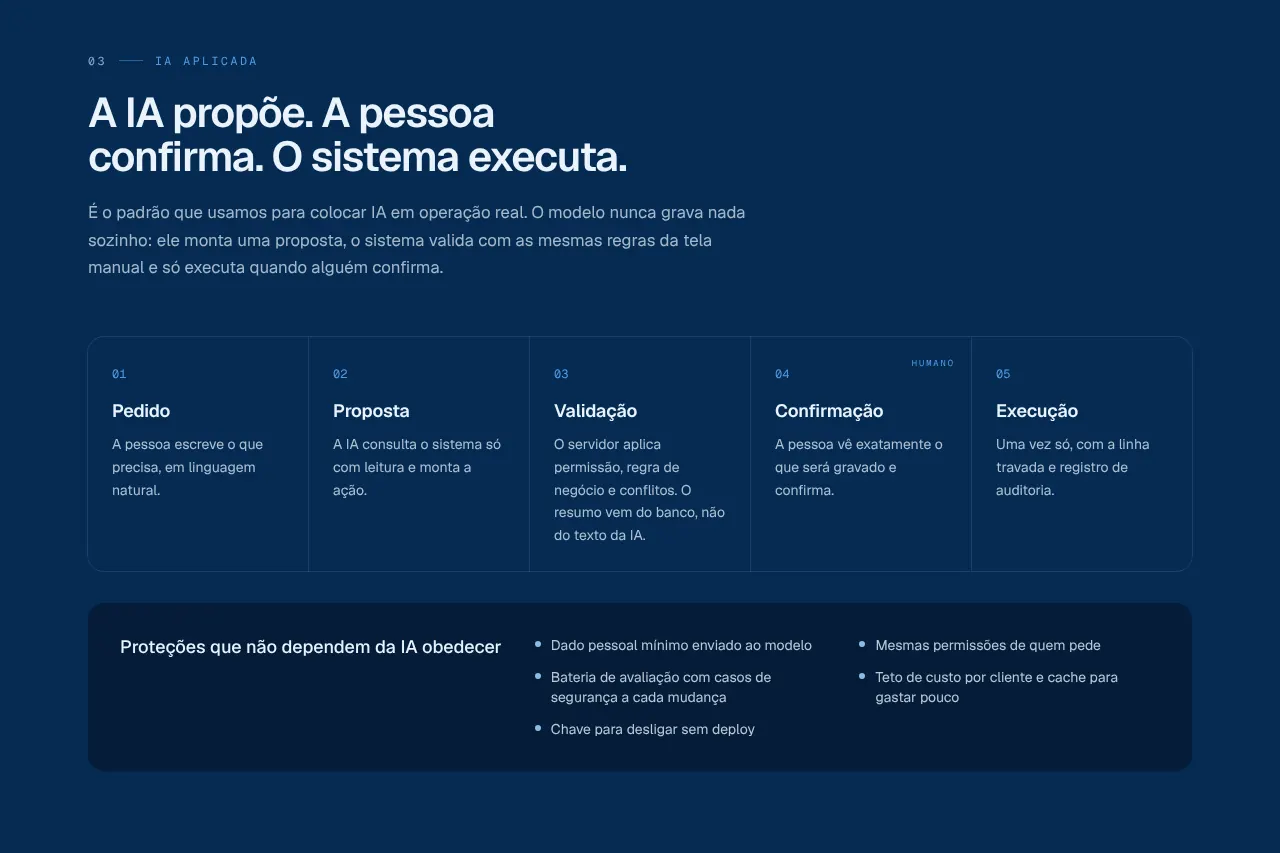 03 — IA APLICADA
A IA propõe. A pessoa
confirma. O sistema executa.
É o padrão que usamos para colocar IA em operação real. O modelo nunca grava nada
sozinho: ele monta uma proposta, o sistema valida com as mesmas regras da tela
manual e só executa quando alguém confirma.
01
Pedido
A pessoa escreve o que
precisa, em linguagem
natural.
02
Proposta
A IA consulta o sistema só
com leitura e monta a
ação.
03
Validação
O servidor aplica
permissão, regra de
negócio e conflitos. O
resumo vem do banco, não
do texto da IA.
04
HUMANO
Confirmação
A pessoa vê exatamente o
que será gravado e
confirma.
05
Execução
Uma vez só, com a linha
travada e registro de
auditoria.
Proteções que não dependem da IA obedecer
Dado pessoal mínimo enviado ao modelo
Bateria de avaliação com casos de
segurança a cada mudança
Chave para desligar sem deploy
Mesmas permissões de quem pede
Teto de custo por cliente e cache para
gastar pouco